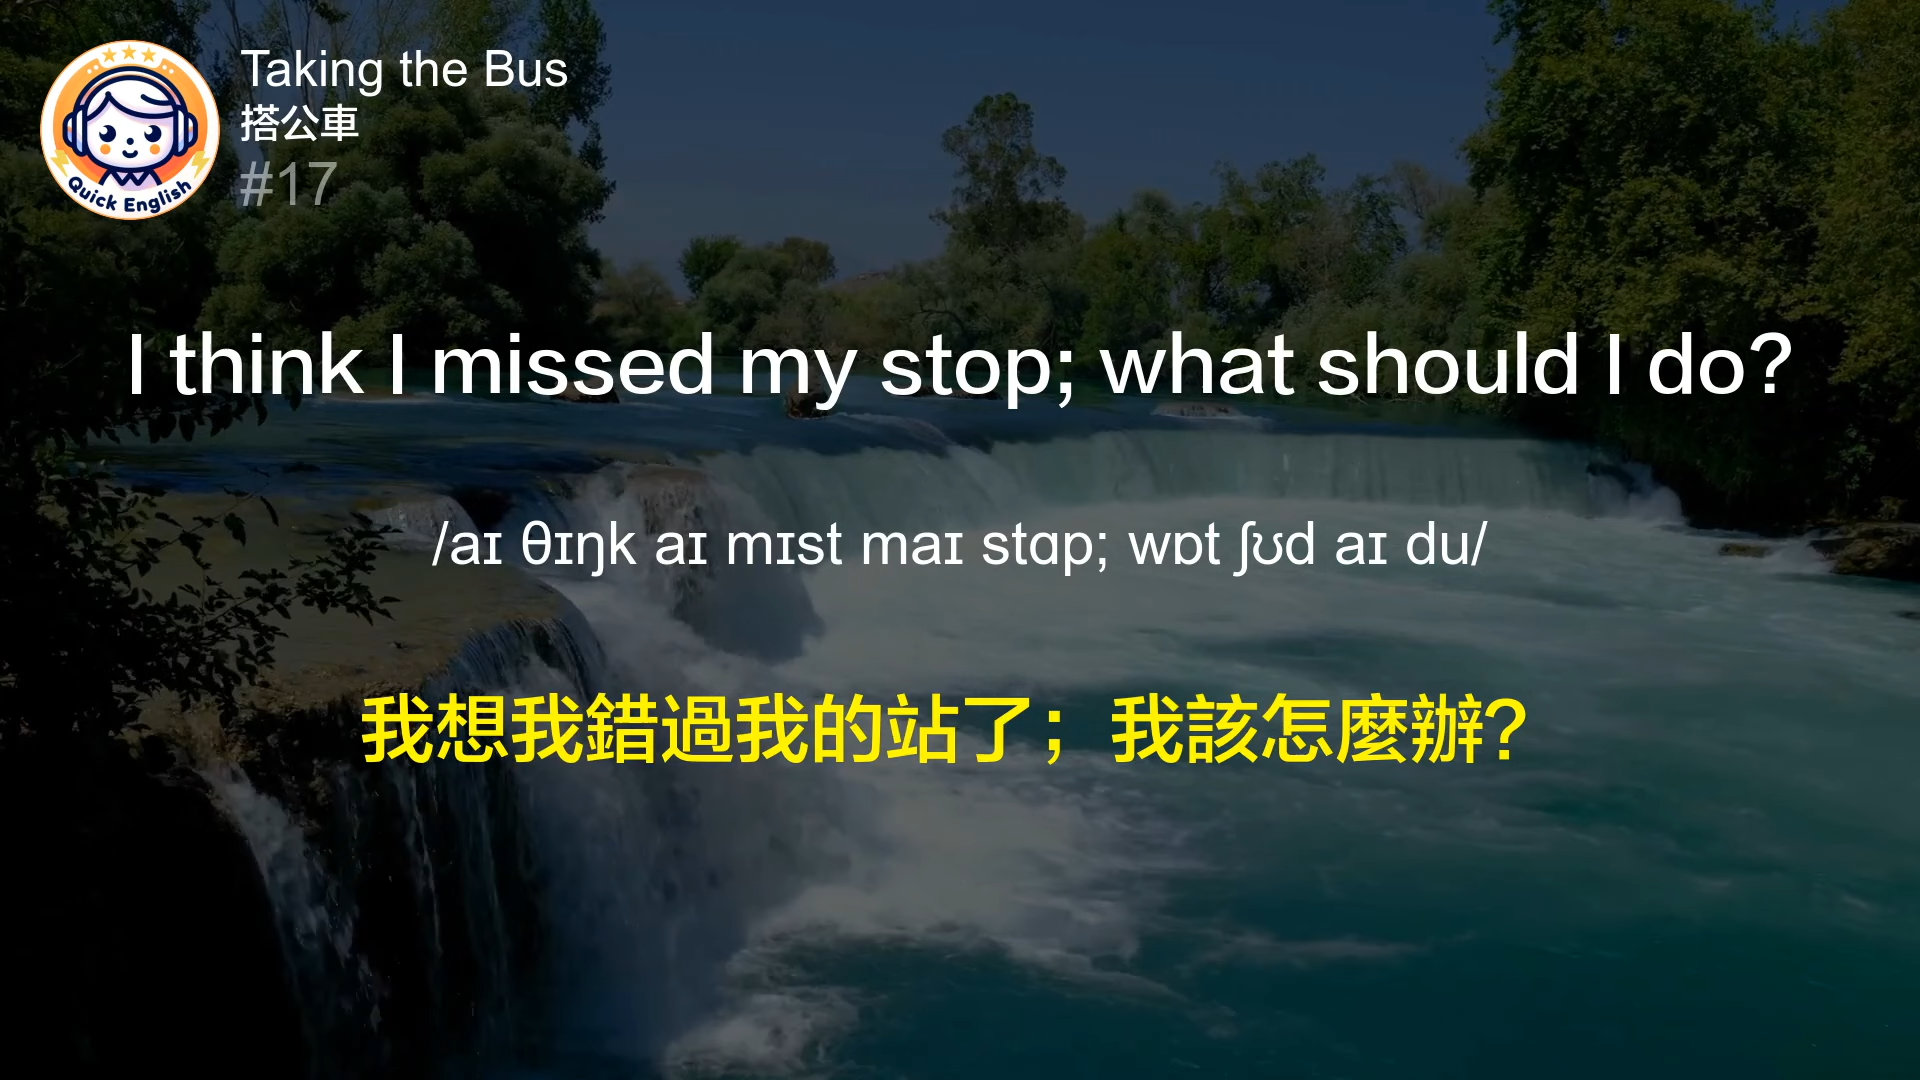 Taking the Bus
搭公車
#17
Quick English
I think I missed my stop; what should I do?
/aɪ θɪŋk aɪ mɪst maɪ stɑp; wɒt ʃʊd aɪ du/
我想我錯過我的站了；我該怎麼辦?